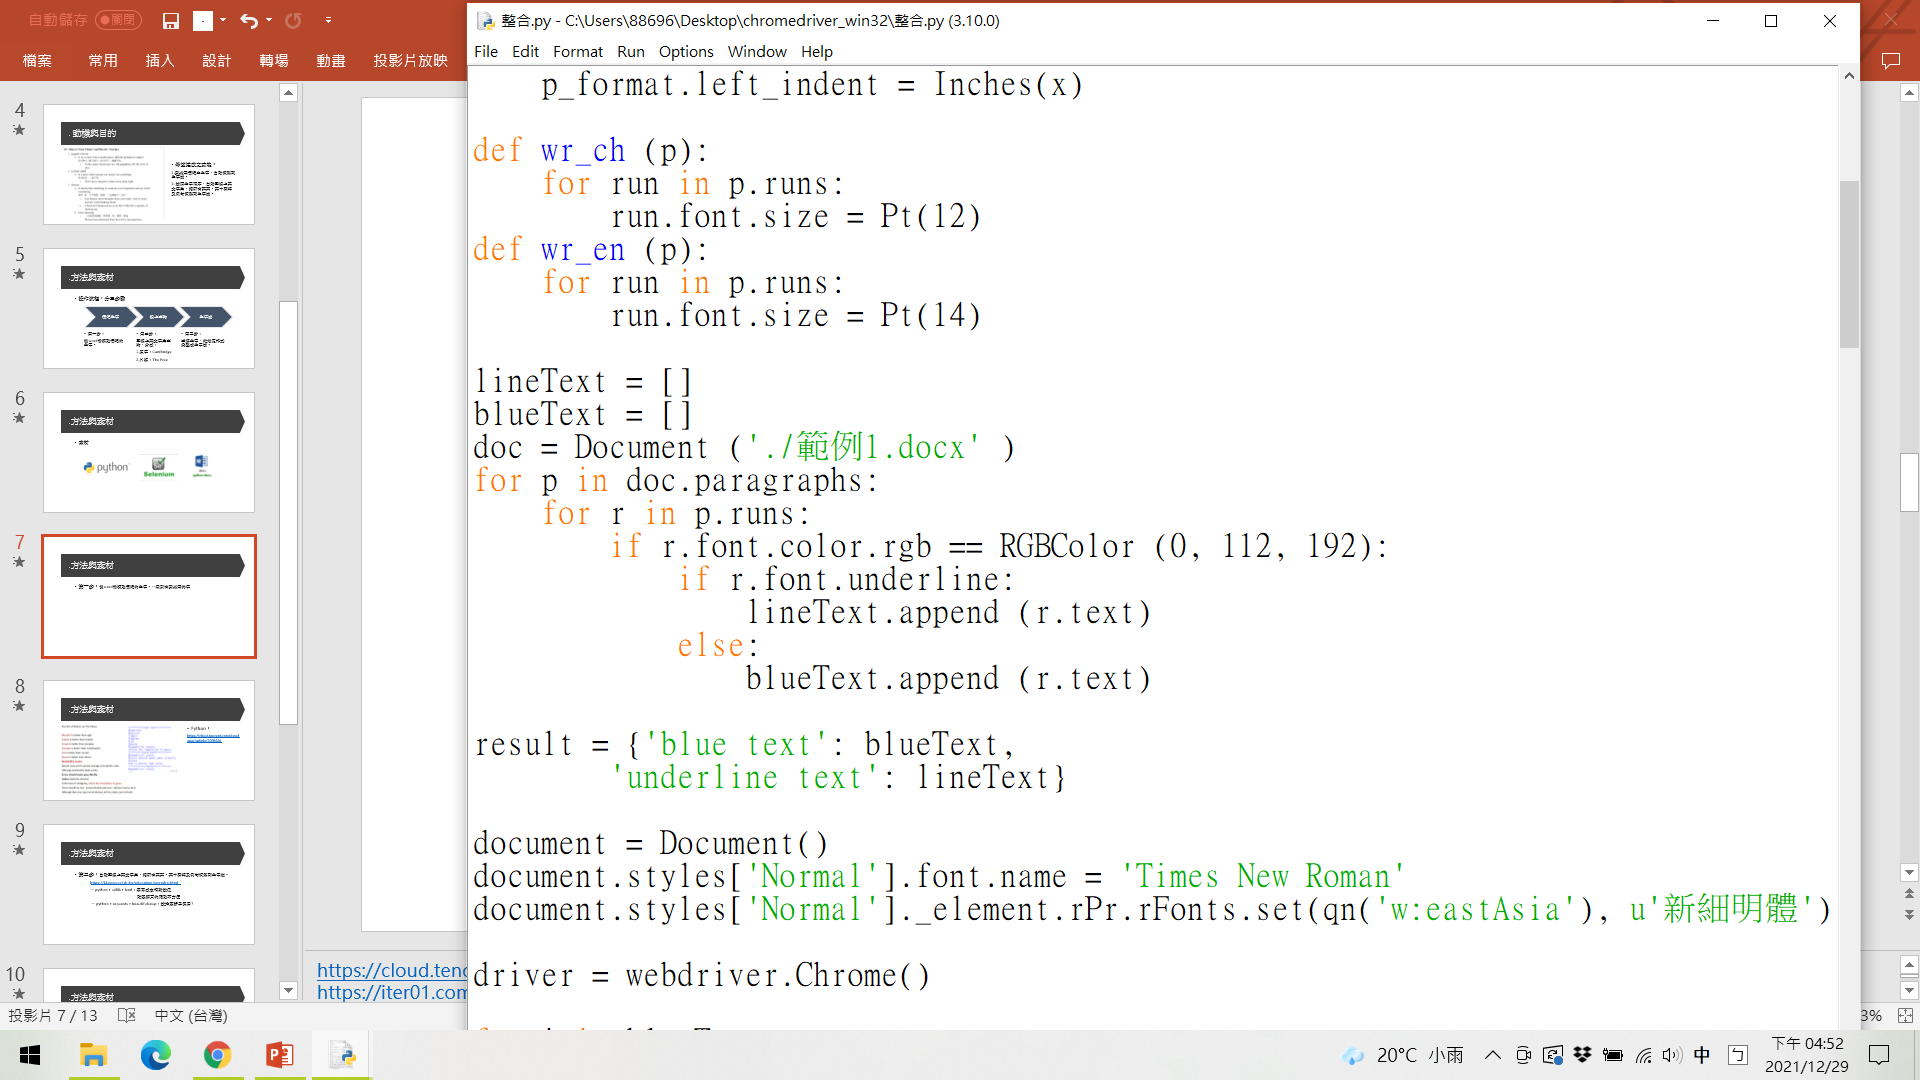 自動儲存 關閉
整合.py - C:\Users\88696\Desktop\chromedriver_win32\整合.py (3.10.0)
檔案 常用 插入 設計 轉場 動畫 投影片放映
File Edit Format Run Options Window Help
p_format.left_indent = Inches(x)
def wr_ch (p):
for run in p.runs:
run.font.size = Pt(12)
def wr_en (p):
for run in p.runs:
run.font.size = Pt(14)
lineText = []
blueText = []
doc = Document ('./範例1.docx' )
for p in doc.paragraphs:
for r in p.runs:
if r.font.color.rgb == RGBColor (0, 112, 192):
if r.font.underline:
lineText.append (r.text)
else:
blueText.append (r.text)
result = {'blue text': blueText,
'underline text': lineText}
document = Document()
document.styles['Normal'].font.name = 'Times New Roman'
document.styles['Normal']._element.rPr.rFonts.set(qn('w:eastAsia'), u'新細明體')
driver = webdriver.Chrome()
4
動機與目的
5
方法與素材
6
方法與素材
python
Selenium
7
方法與素材
8
方法與素材
9
方法與素材
10
方法與素材
https://cloud.tenc
https://iter01.com
投影片 7 / 13 中文 (台灣)
3%
20°C 小雨
中
下午 04:52
2021/12/29